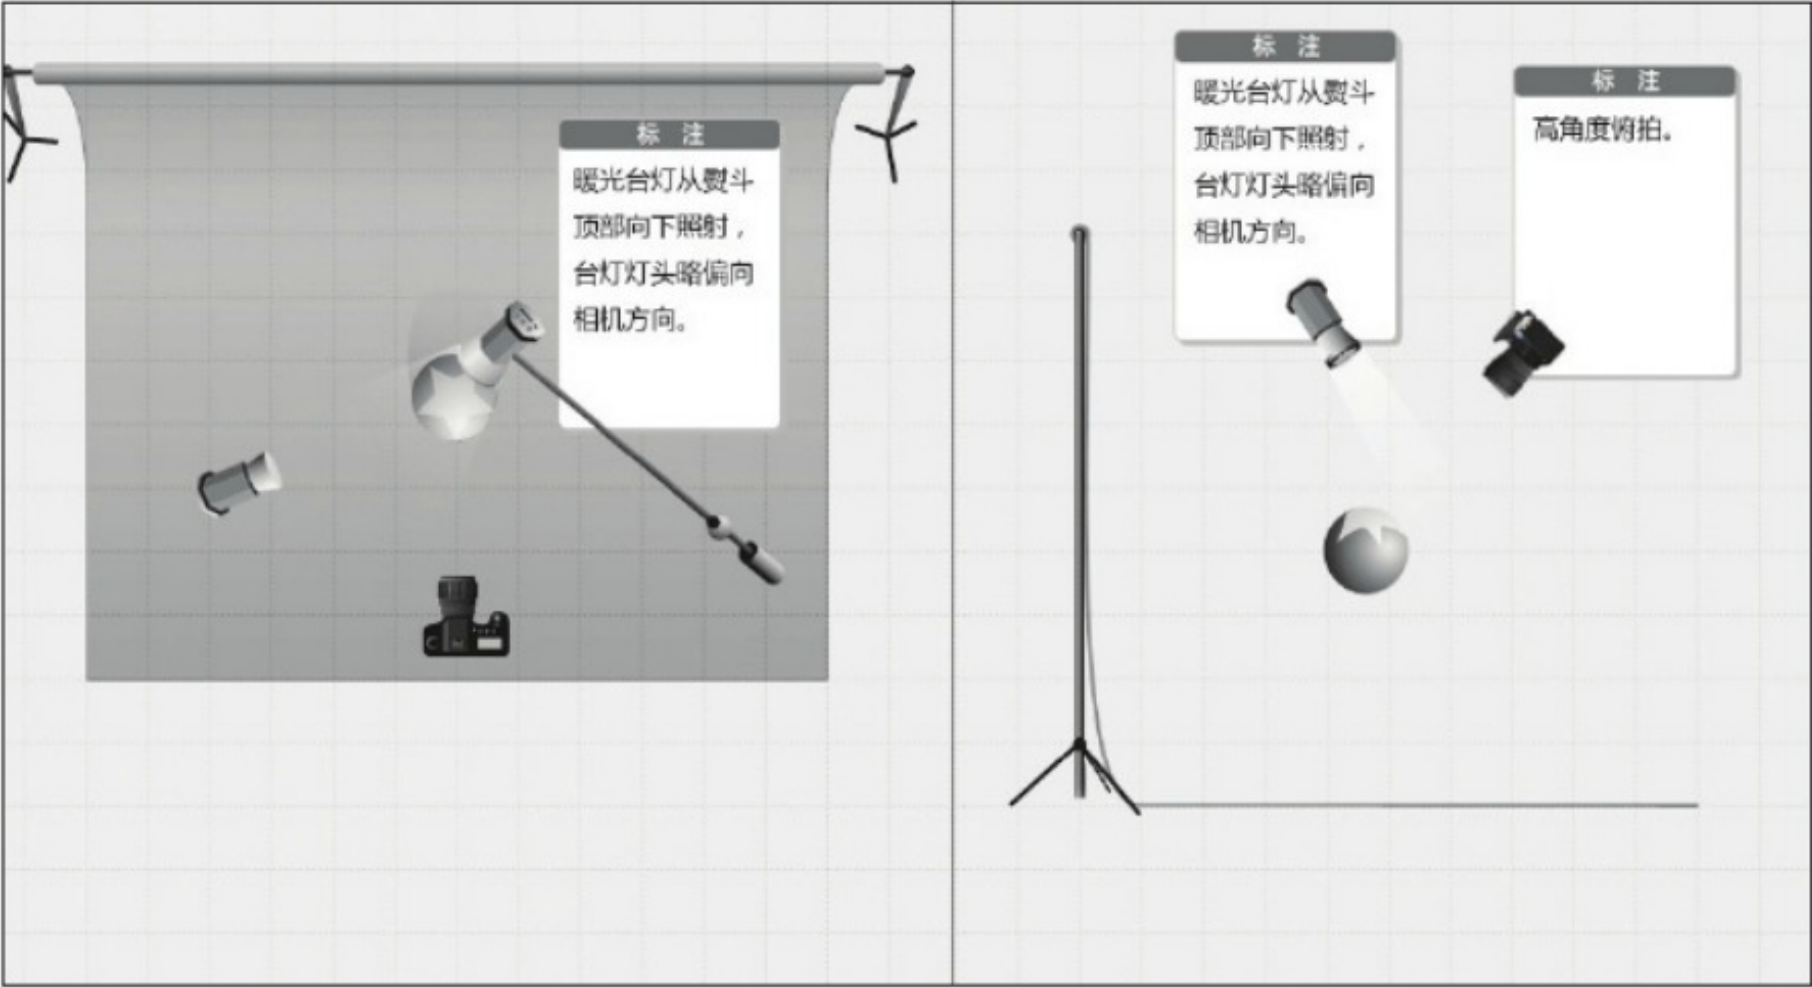 标 注
暖光台灯从熨斗
顶部向下照射，
台灯灯头略偏向
相机方向。
标 注
暖光台灯从熨斗
顶部向下照射，
台灯灯头略偏向
相机方向。
标 注
高角度俯拍。